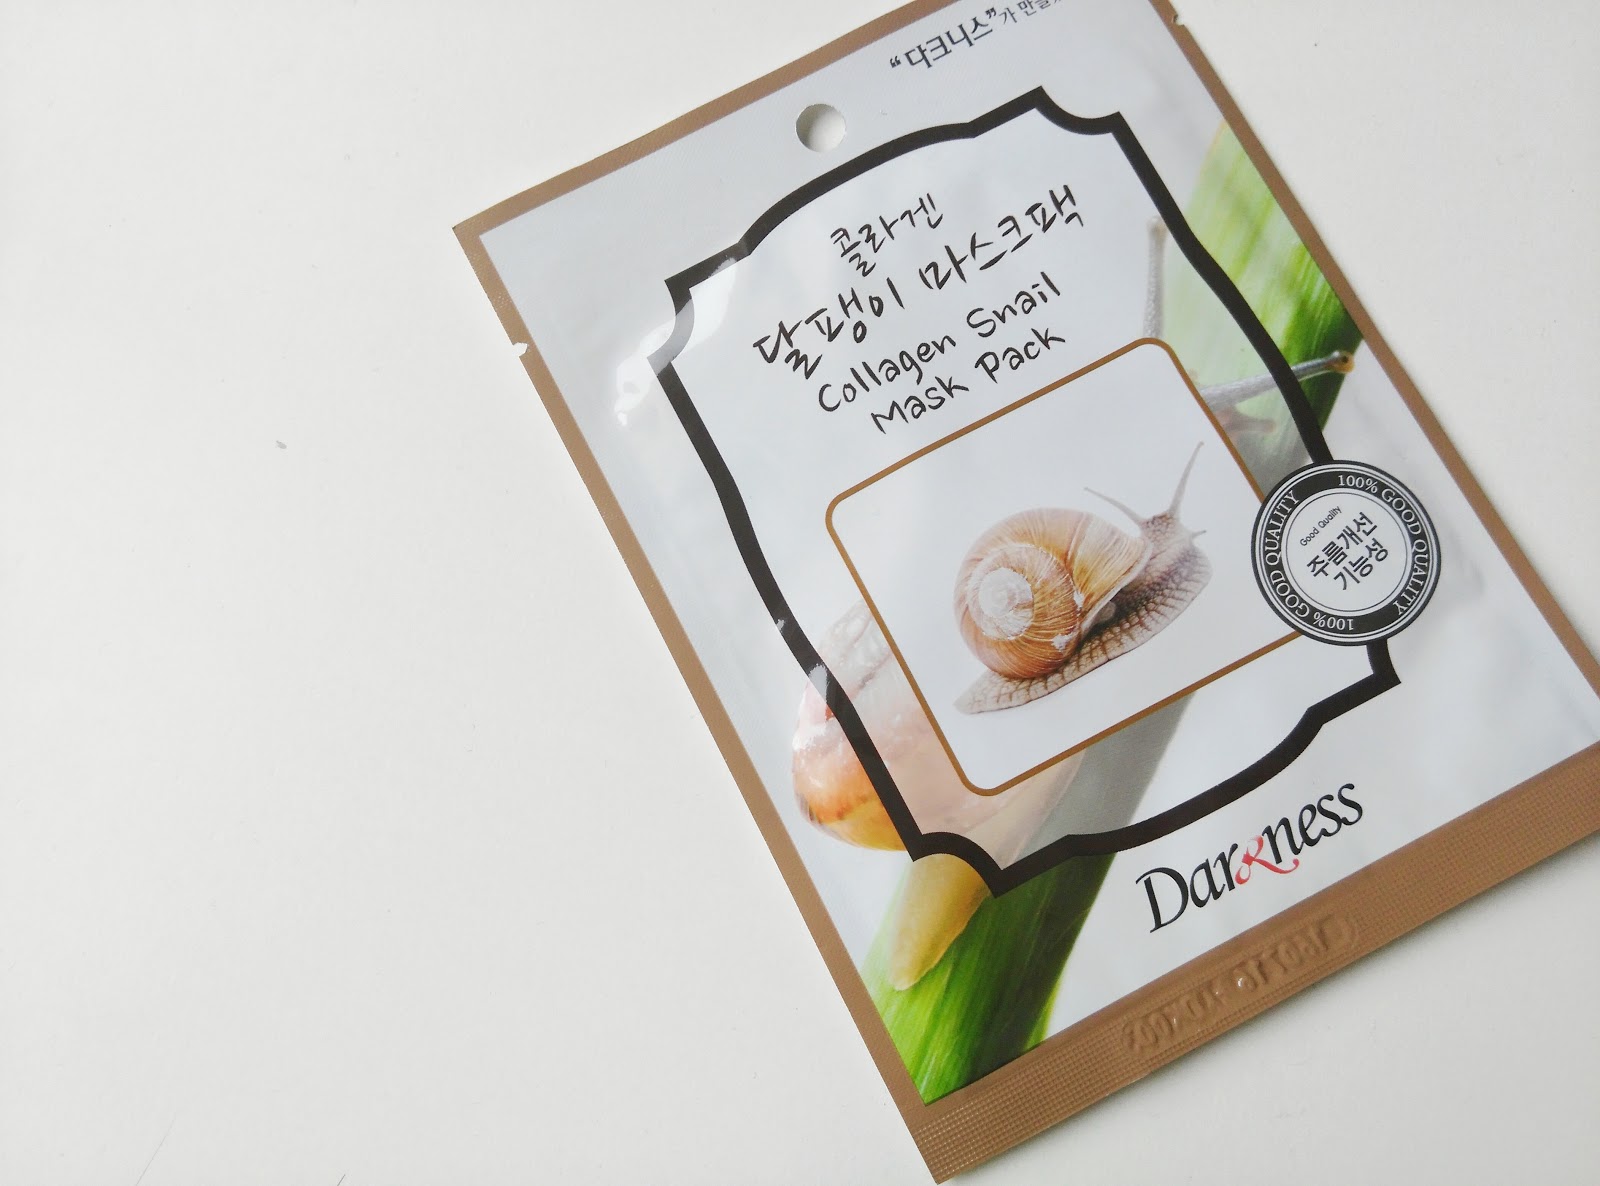 “다크니스”가 만들
콜라겐
달팽이 마스크팩
Collagen Snail
Mask Pack
100% GOOD QUALITY
Good Quality
주름개선
기능성
100% GOOD QUALITY
Darkness